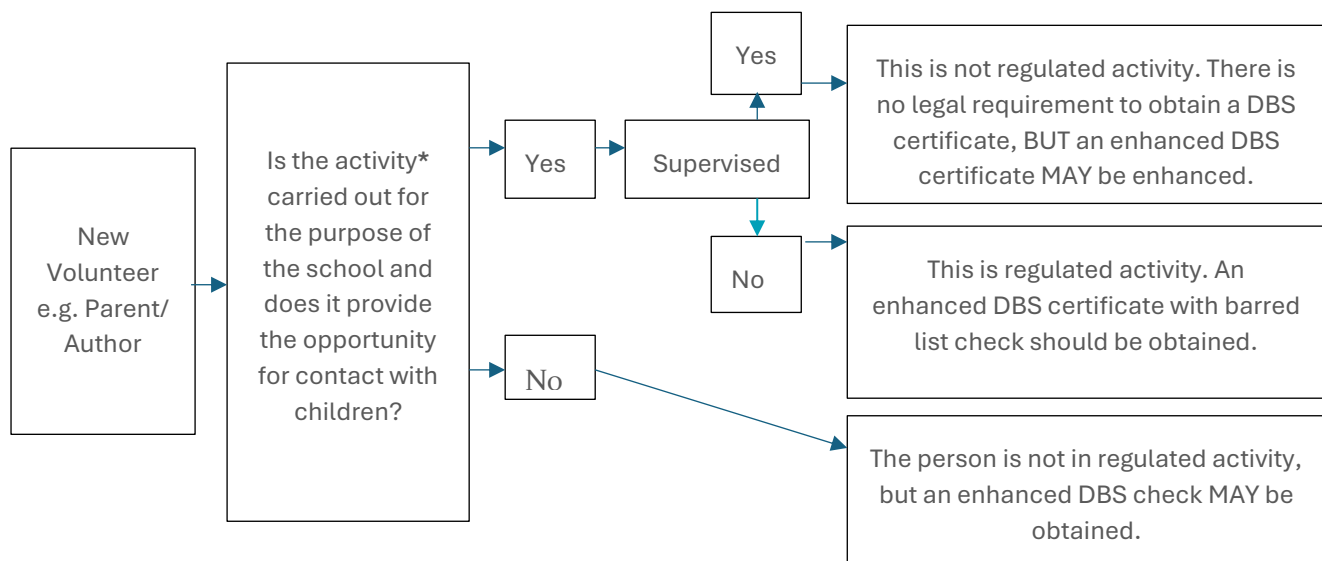 New
Volunteer
e.g. Parent/
Author
Is the activity*
carried out for
the purpose of
the school and
does it provide
the opportunity
for contact with
children?
Yes
Supervised
Yes
This is not regulated activity. There is
no legal requirement to obtain a DBS
certificate, BUT an enhanced DBS
certificate MAY be enhanced.
No
This is regulated activity. An
enhanced DBS certificate with barred
list check should be obtained.
No
The person is not in regulated activity,
but an enhanced DBS check MAY be
obtained.